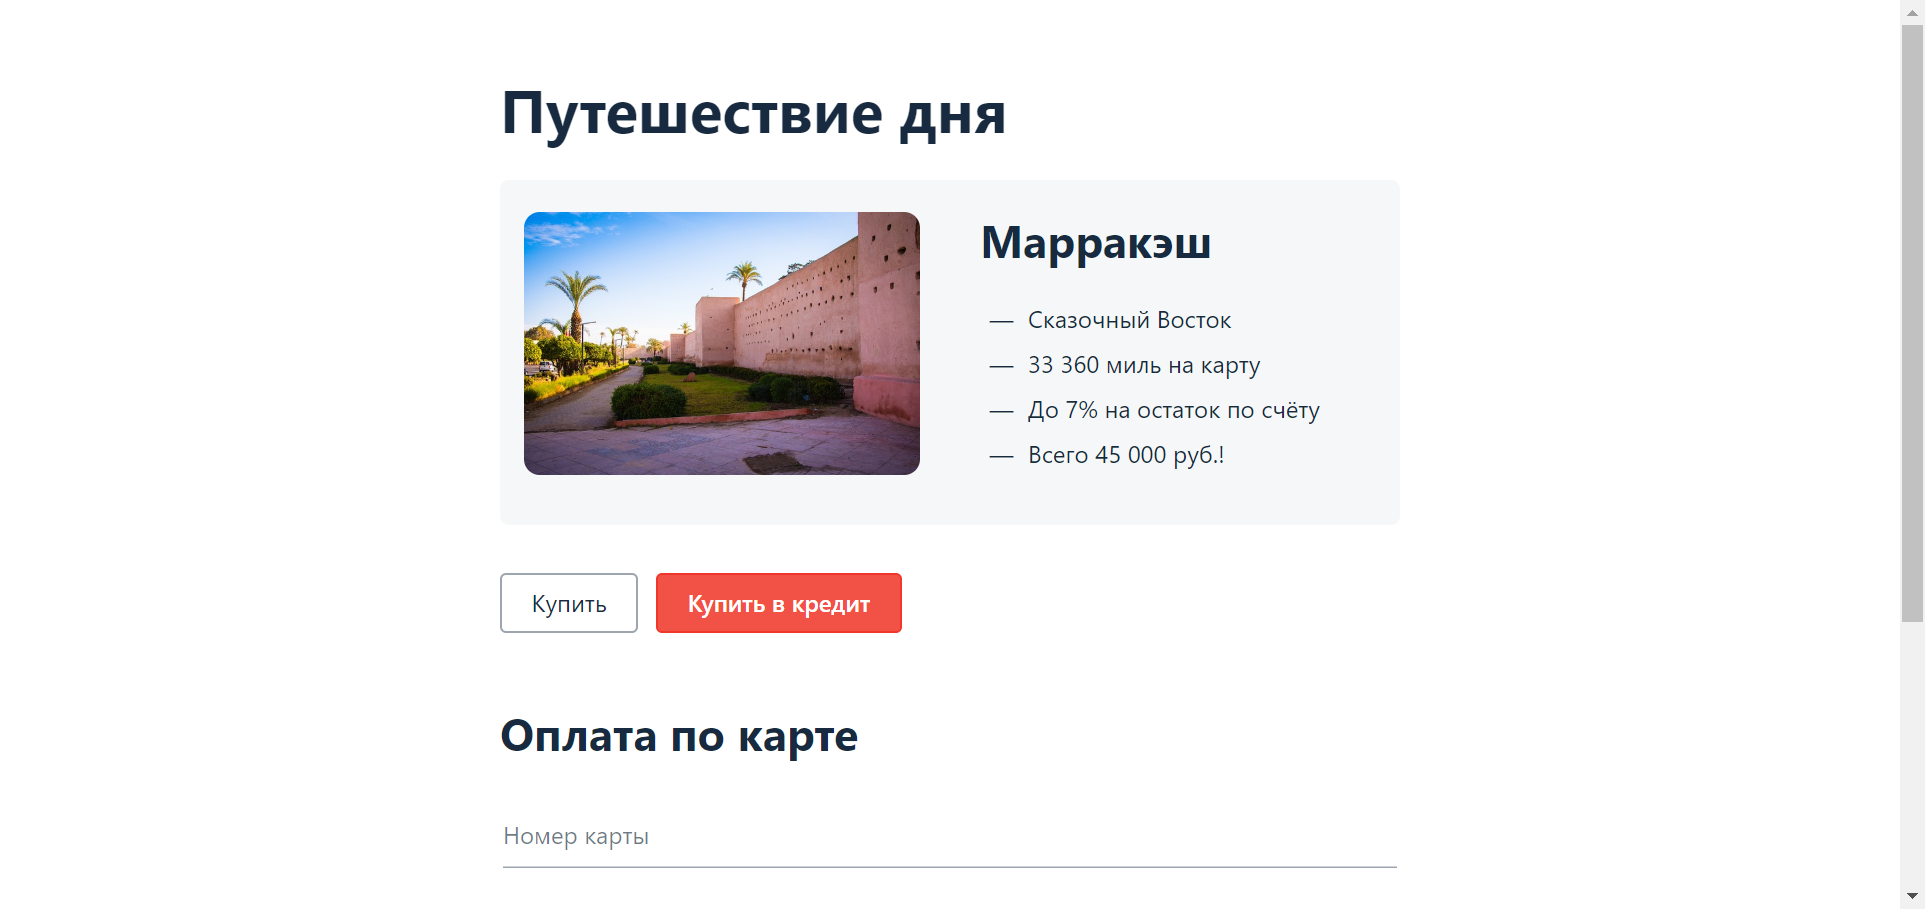 Путешествие дня
Марракэш
— Сказочный Восток
— 33 360 миль на карту
— До 7% на остаток по счёту
— Всего 45 000 руб.!
Купить
Купить в кредит
Оплата по карте
Номер карты